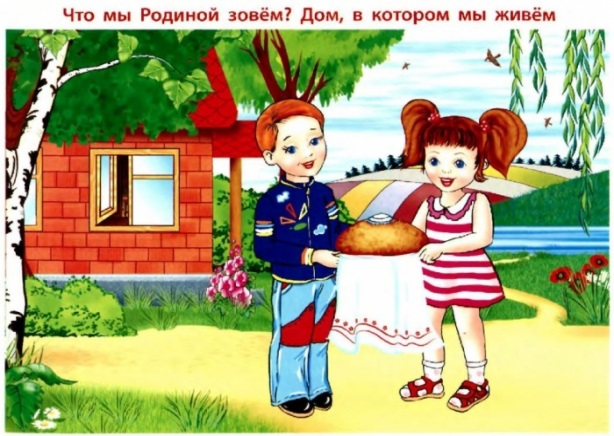 Что мы Родиной зовём? Дом, в котором мы живём